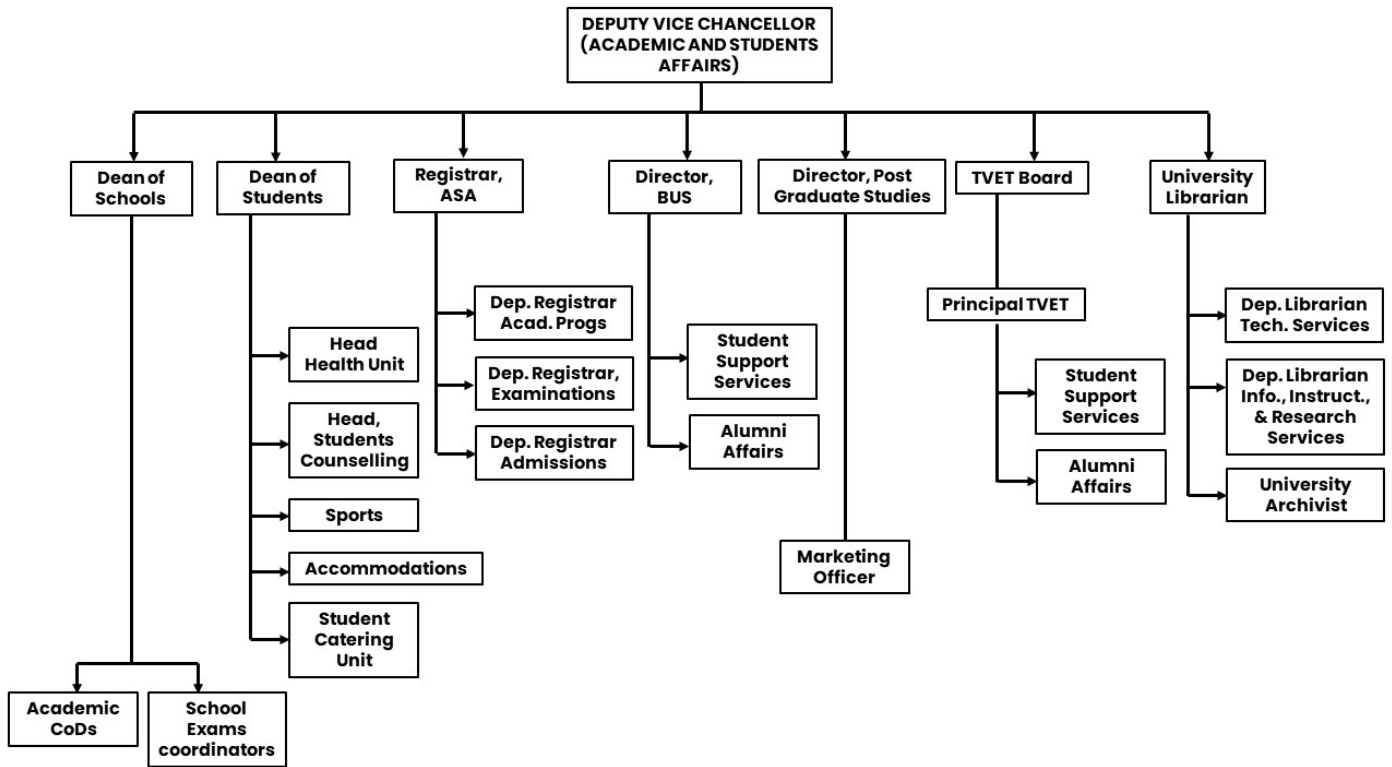 DEPUTY VICE CHANCELLOR
(ACADEMIC AND STUDENTS
AFFAIRS)
Dean of
Schools
Dean of
Students
Registrar,
ASA
Director,
BUS
Director, Post
Graduate Studies
TVET Board
University
Librarian
Academic
CoDs
School
Exams
coordinators
Head
Health Unit
Head,
Students
Counselling
Sports
Accommodations
Student
Catering
Unit
Dep. Registrar
Acad. Progs
Dep. Registrar,
Examinations
Dep. Registrar
Admissions
Student
Support
Services
Alumni
Affairs
Marketing
Officer
Principal TVET
Student
Support
Services
Alumni
Affairs
Dep. Librarian
Tech. Services
Dep. Librarian
Info., Instruct.,
& Research
Services
University
Archivist